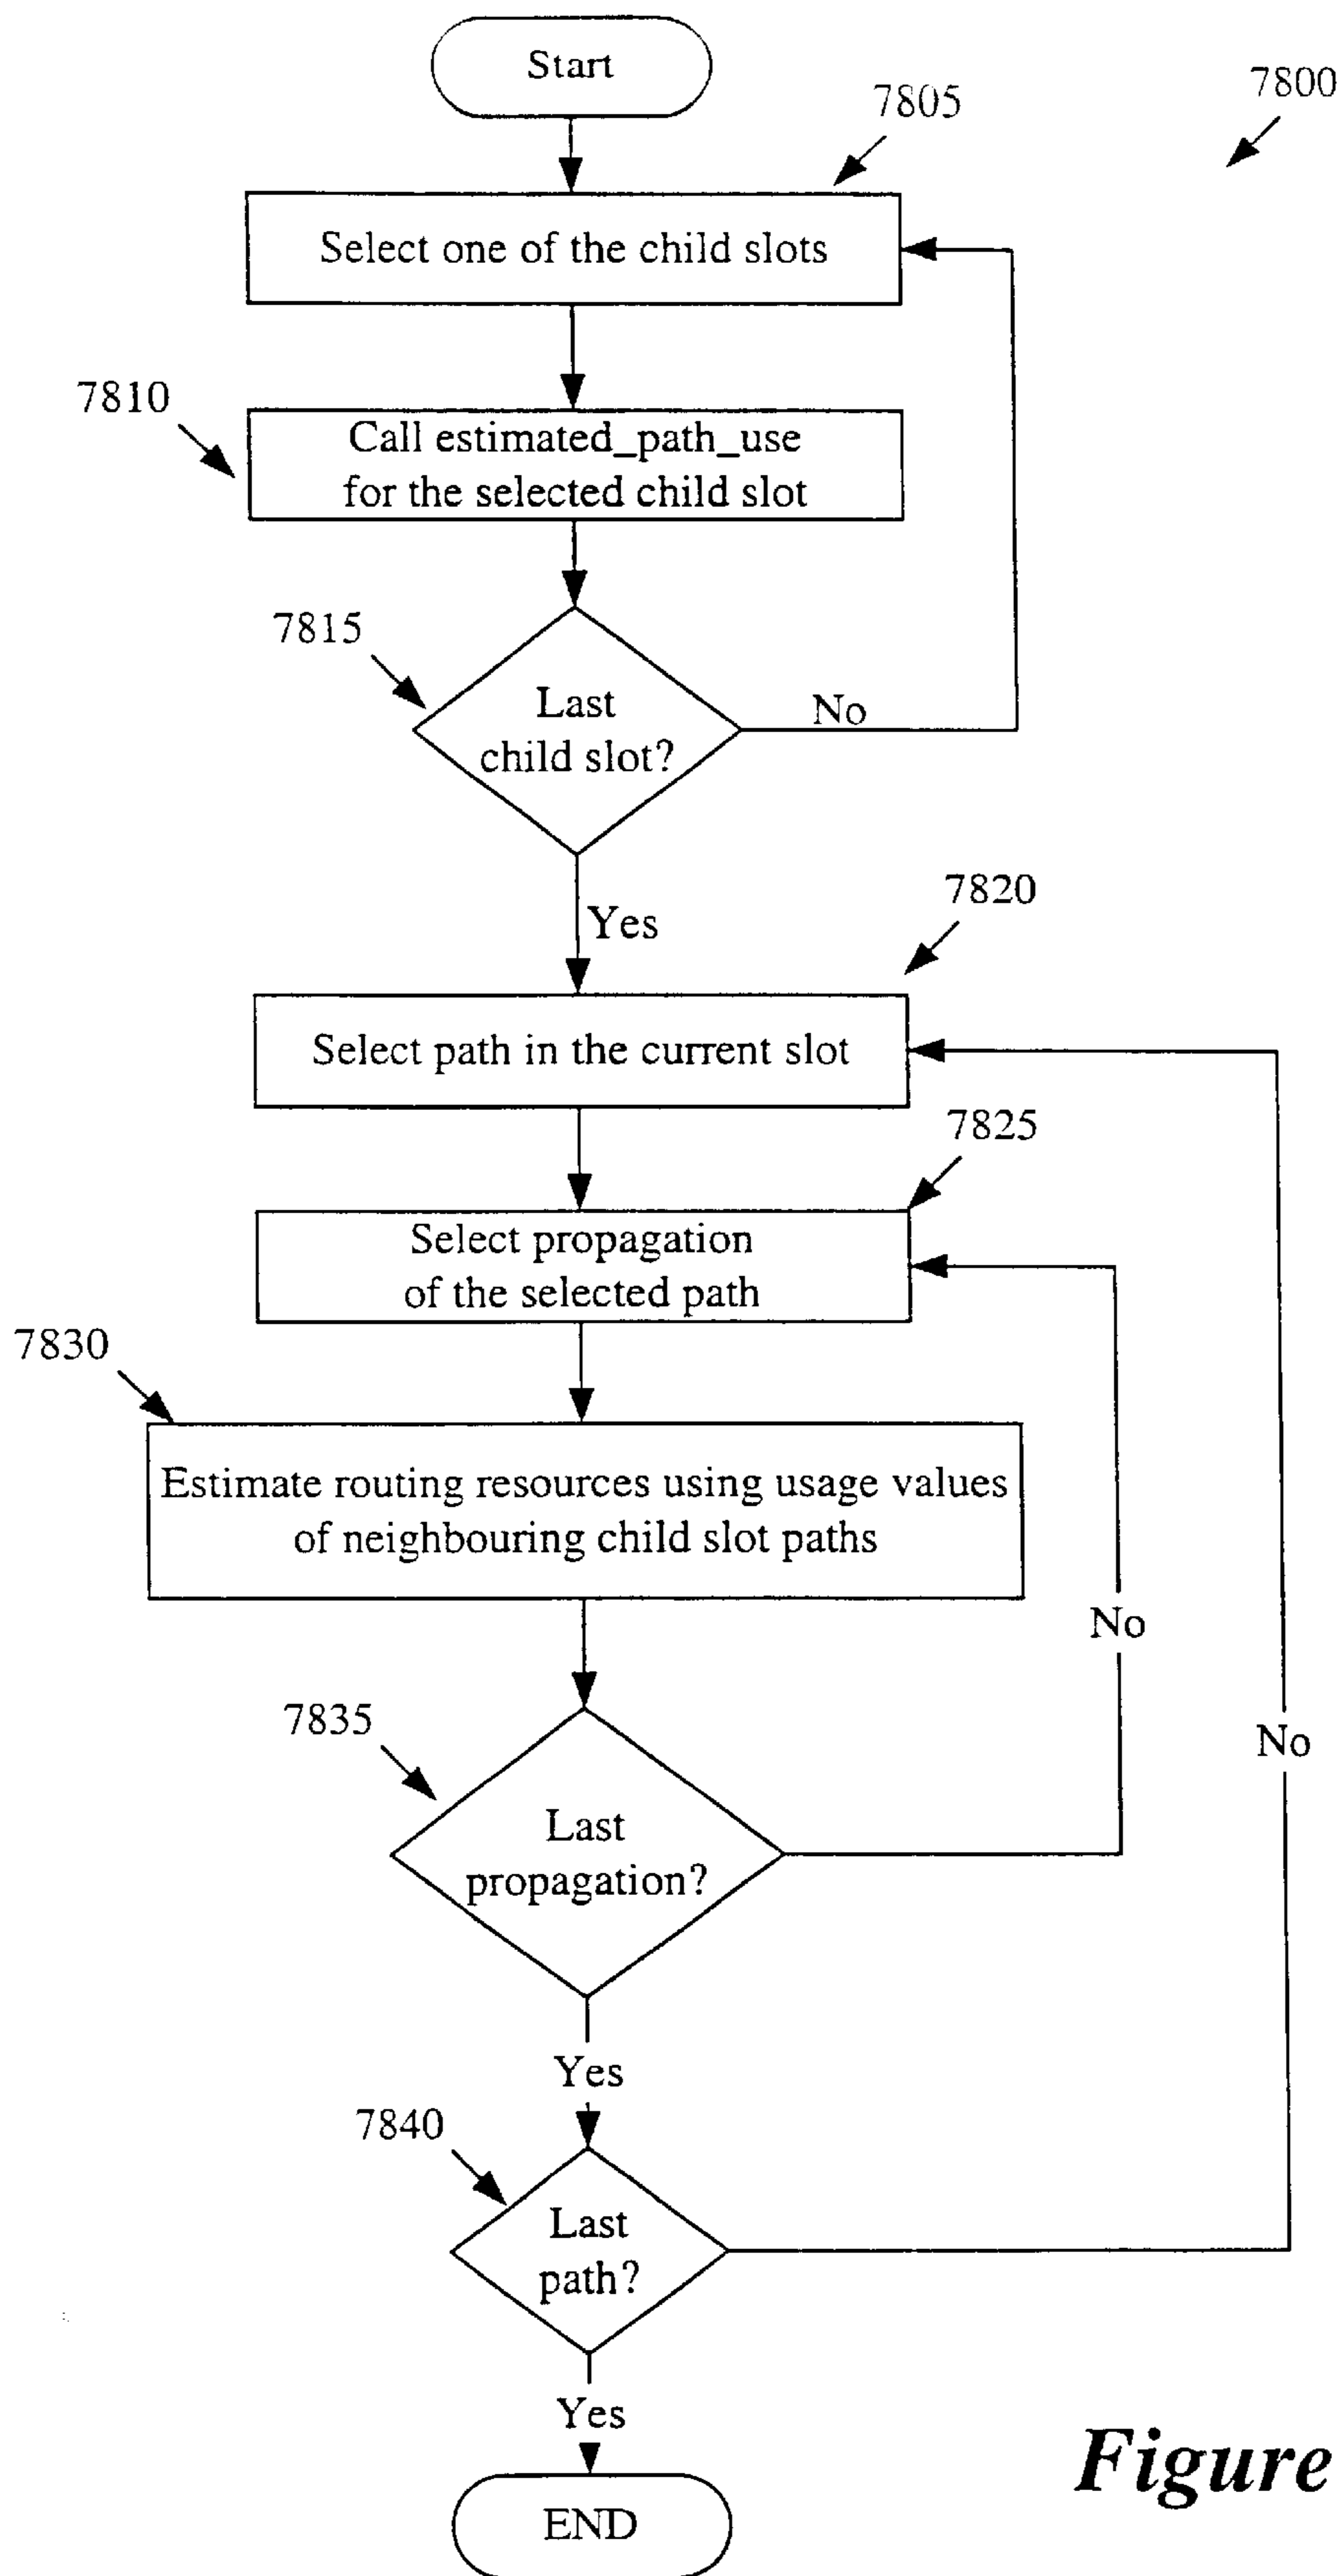 Start
7800
7805
Select one of the child slots
7810
Call estimated_path_use
for the selected child slot
7815
Last
child slot?
No
Yes
7820
Select path in the current slot
7825
Select propagation
of the selected path
7830
Estimate routing resources using usage values
of neighbouring child slot paths
No
7835
Last
propagation?
No
Yes
7840
Last
path?
Yes
Figure
END